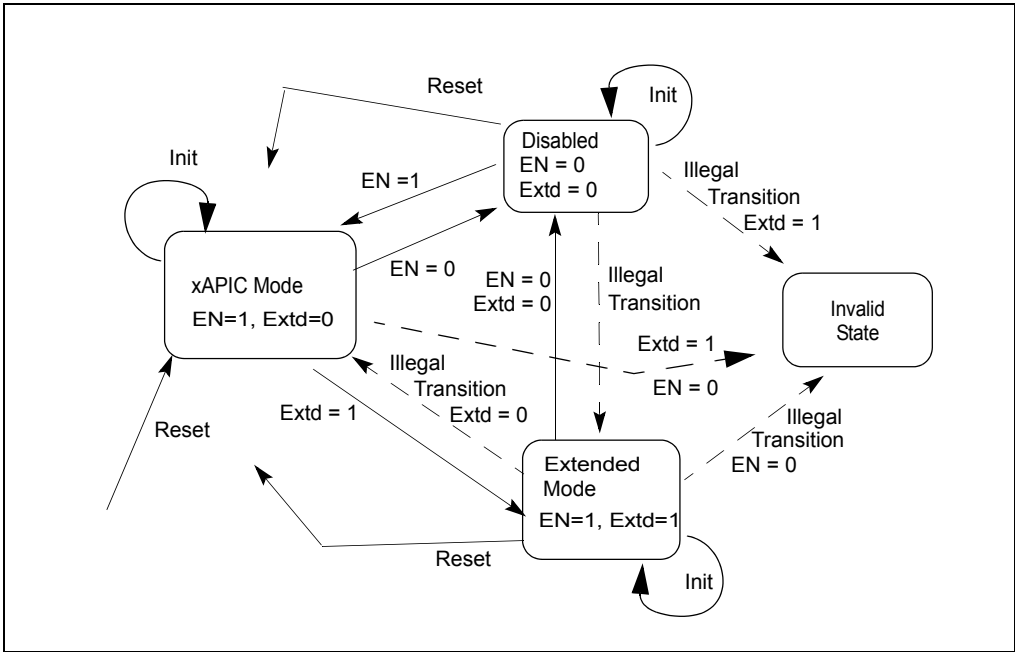 Reset
Init
Disabled
EN = 0
Extd = 0
Illegal
Transition
Extd = 1
Init
EN =1
xAPIC Mode
EN=1, Extd=0
EN = 0
EN = 0
Extd = 0
Illegal
Transition
Invalid
State
Extd = 1
EN = 0
Illegal
Transition
Extd = 0
Extd = 1
Reset
Illegal
Transition
EN = 0
Extended
Mode
EN=1, Extd=1
Reset
Init